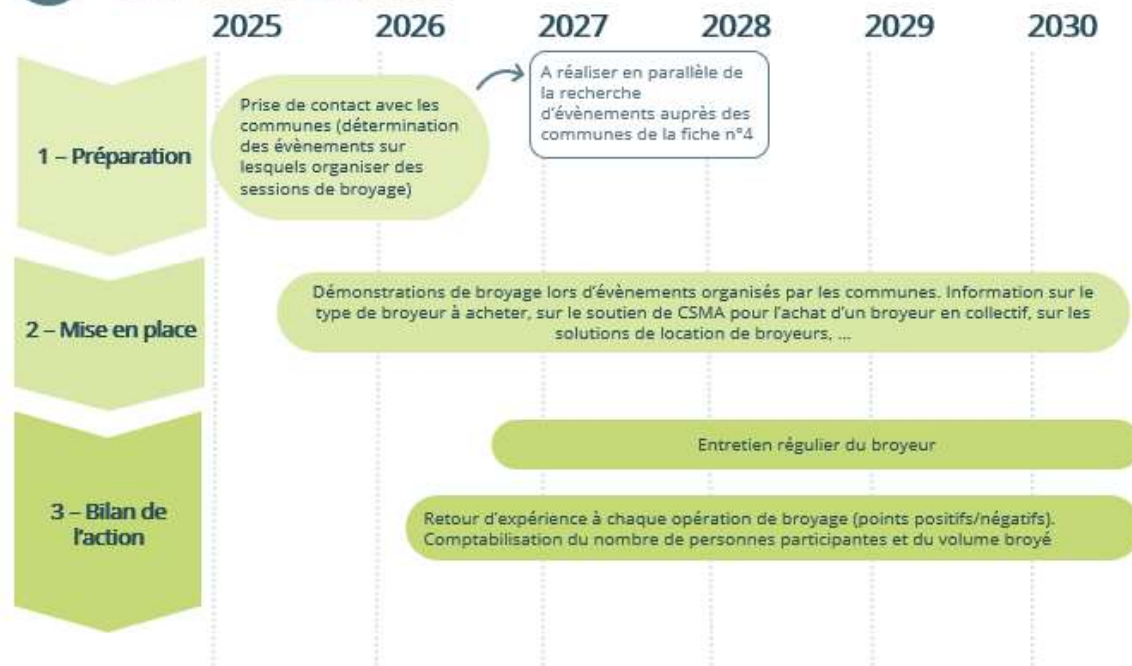 2025 2026 2027 2028 2029 2030
1 – Préparation
Prise de contact avec les
communes (détermination
des évènements sur
lesquels organiser des
sessions de broyage)
A réaliser en parallèle de
la recherche
d'évènements auprès des
communes de la fiche n°4
2 – Mise en place
Démonstrations de broyage lors d'évènements organisés par les communes. Information sur le
type de broyeur à acheter, sur le soutien de CSMA pour l'achat d'un broyeur en collectif, sur les
solutions de location de broyeurs, ...
3 – Bilan de
l'action
Entretien régulier du broyeur
Retour d'expérience à chaque opération de broyage (points positifs/négatifs).
Comptabilisation du nombre de personnes participantes et du volume broyé